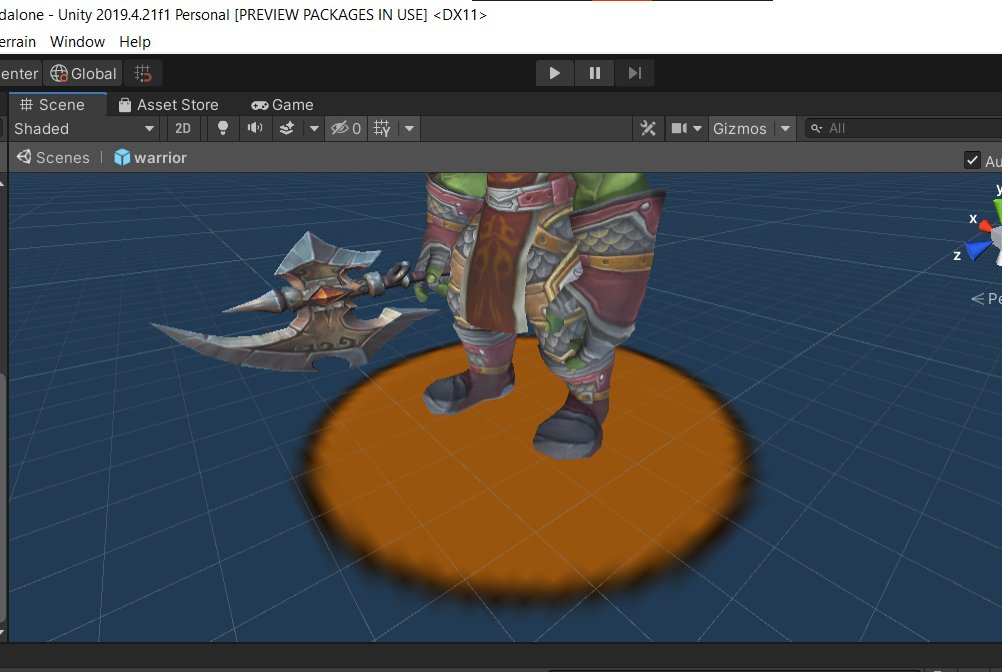 dalone - Unity 2019.4.21f1 Personal [PREVIEW PACKAGES IN USE] <DX11>
errain Window Help
enter Global
Scene Asset Store Game
Shaded 2D 0 Gizmos All
Scenes | warrior Au
y
x
z
< Pe